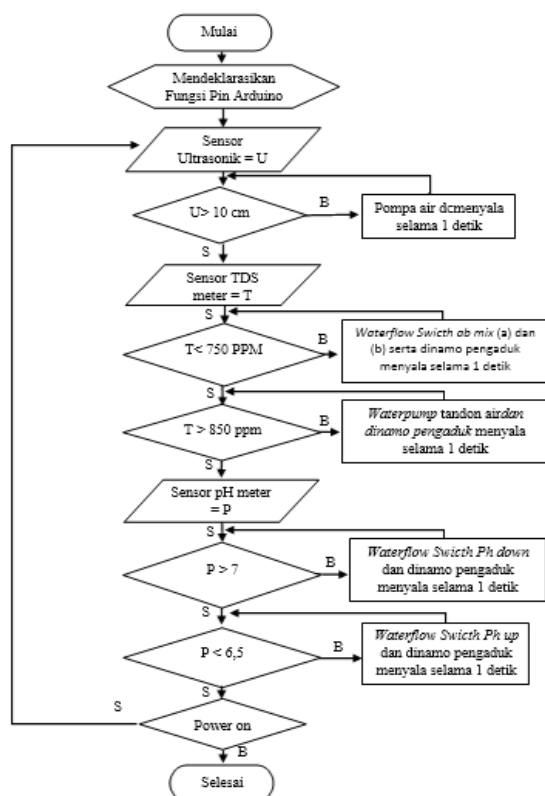 Mulai
Mendeklarasikan
Fungsi Pin Arduino
Sensor
Ultrasonik = U
U> 10 cm
B
Pompa air dcmenyala
selama 1 detik
S
Sensor TDS
meter = T
S
T< 750 PPM
B
Waterflow Swicth ab mix (a) dan
(b) serta dinamo pengaduk
menyala selama 1 detik
S
T > 850 ppm
B
Waterpump tandon airdan
dinamo pengaduk menyala
selama 1 detik
S
Sensor pH meter
= P
S
P > 7
B
Waterflow Swicth Ph down
dan dinamo pengaduk
menyala selama 1 detik
S
P < 6,5
B
Waterflow Swicth Ph up
dan dinamo pengaduk
menyala selama 1 detik
S
S
Power on
B
Selesai